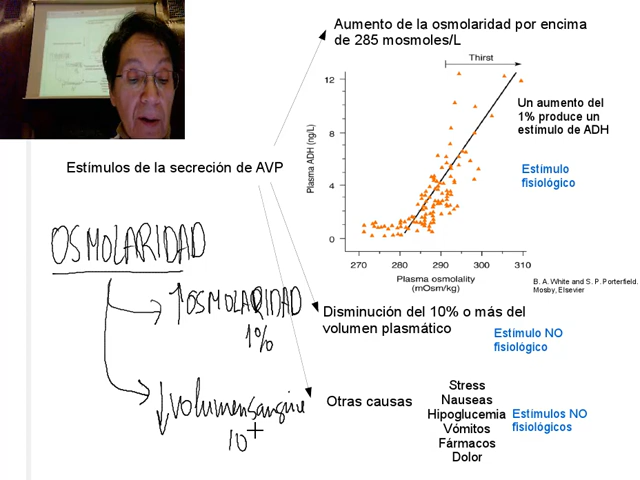 Aumento de la osmolaridad por encima
de 285 mosmoles/L
Thirst
12
8
4
0
Plasma ADH (ng/L)
270 280 290 300 310
Plasma osmolality
(mOsm/kg)
Un aumento del
1% produce un
estímulo de ADH
Estímulo
fisiológico
B. A. White and S. P. Porterfield.
Mosby, Elsevier
Estímulos de la secreción de AVP
OSMOLARIDAD
↑OSMOLARIDAD
1%
↓Volumen sanguine
10
Disminución del 10% o más del
volumen plasmático
Estímulo NO
fisiológico
Otras causas
Stress
Nauseas
Hipoglucemia
Vómitos
Fármacos
Dolor
Estímulos NO
fisiológicos